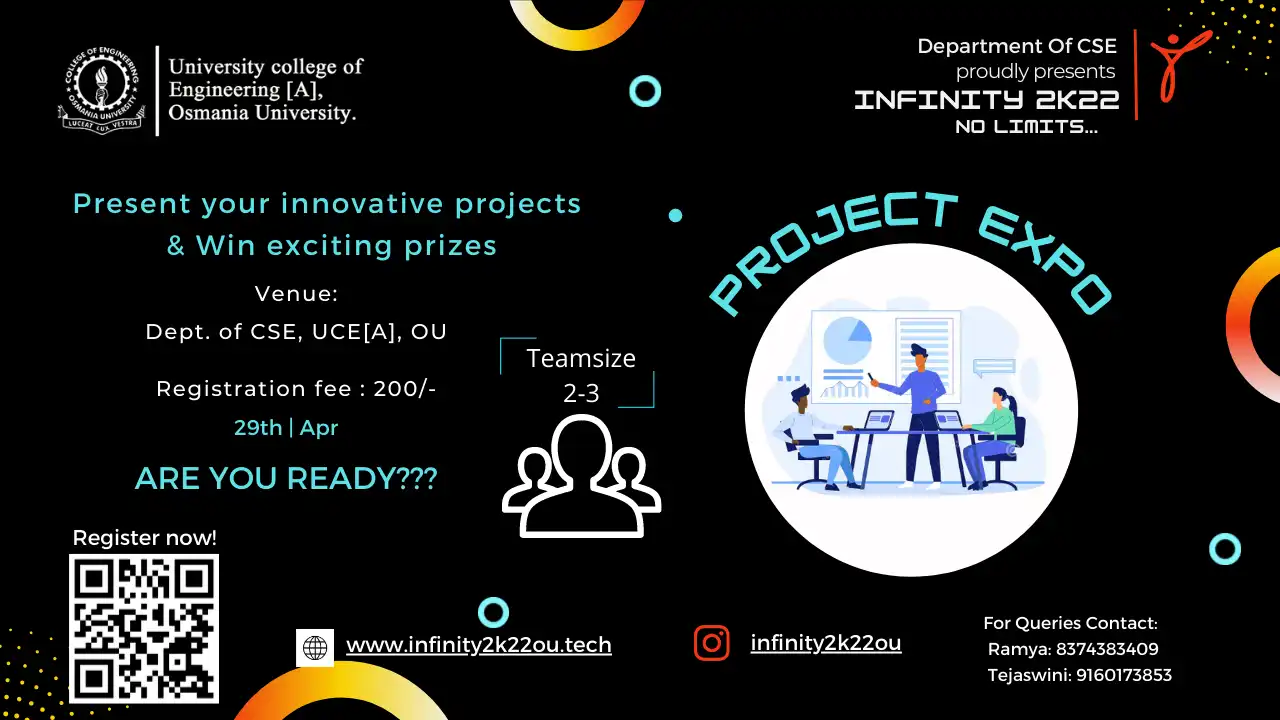 COLLEGE OF ENGINEERING
OSMANIA UNIVERSITY
LUCEAT LUX VESTRA
University college of
Engineering [A],
Osmania University.
Department Of CSE
proudly presents
INFINITY 2K22
NO LIMITS...
Present your innovative projects
& Win exciting prizes
Venue:
Dept. of CSE, UCE[A], OU
Registration fee : 200/-
29th | Apr
ARE YOU READY???
Teamsize
2-3
PROJECT EXPO
Register now!
www.infinity2k22ou.tech
infinity2k22ou
For Queries Contact:
Ramya: 8374383409
Tejaswini: 9160173853